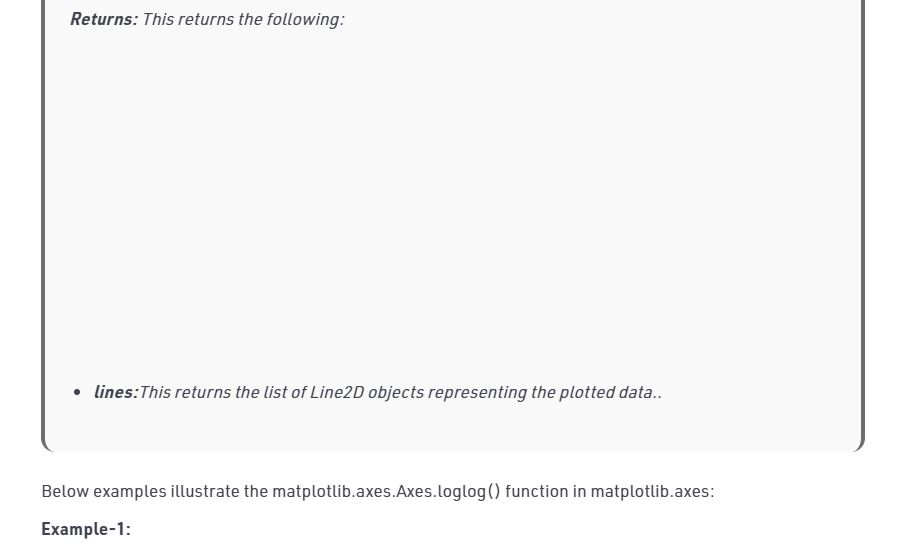 Returns: This returns the following:
• lines:This returns the list of Line2D objects representing the plotted data..
Below examples illustrate the matplotlib.axes.Axes.loglog() function in matplotlib.axes:
Example-1: